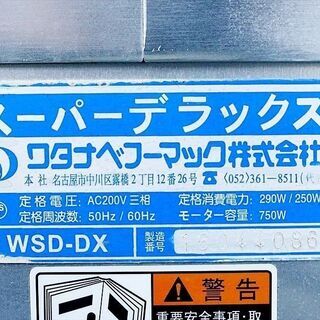 スーパーデラックス
ワタナベフーマック株式会
本 社 名古屋市中川区露橋2丁目12番26号 ☎(052)361-8511(代
定格電圧：AC200V 三相 定格消費電力：290W/250W
定格周波数：50Hz / 60Hz モーター容量：750W
WSD-DX 製造番号
警告
重要安全事項・取